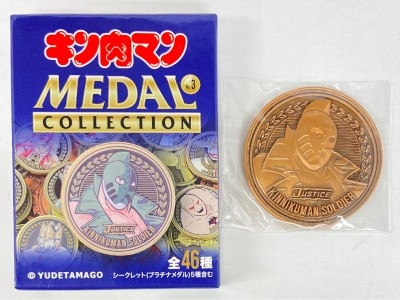 キン肉マン
No.3
MEDAL
COLLECTION
JUSTICE
KINNIKUMAN SOLDIER
全46種
© YUDETAMAGO
シークレット(プラチナメダル)5種含む
JUSTICE
KINNIKUMAN SOLDIER